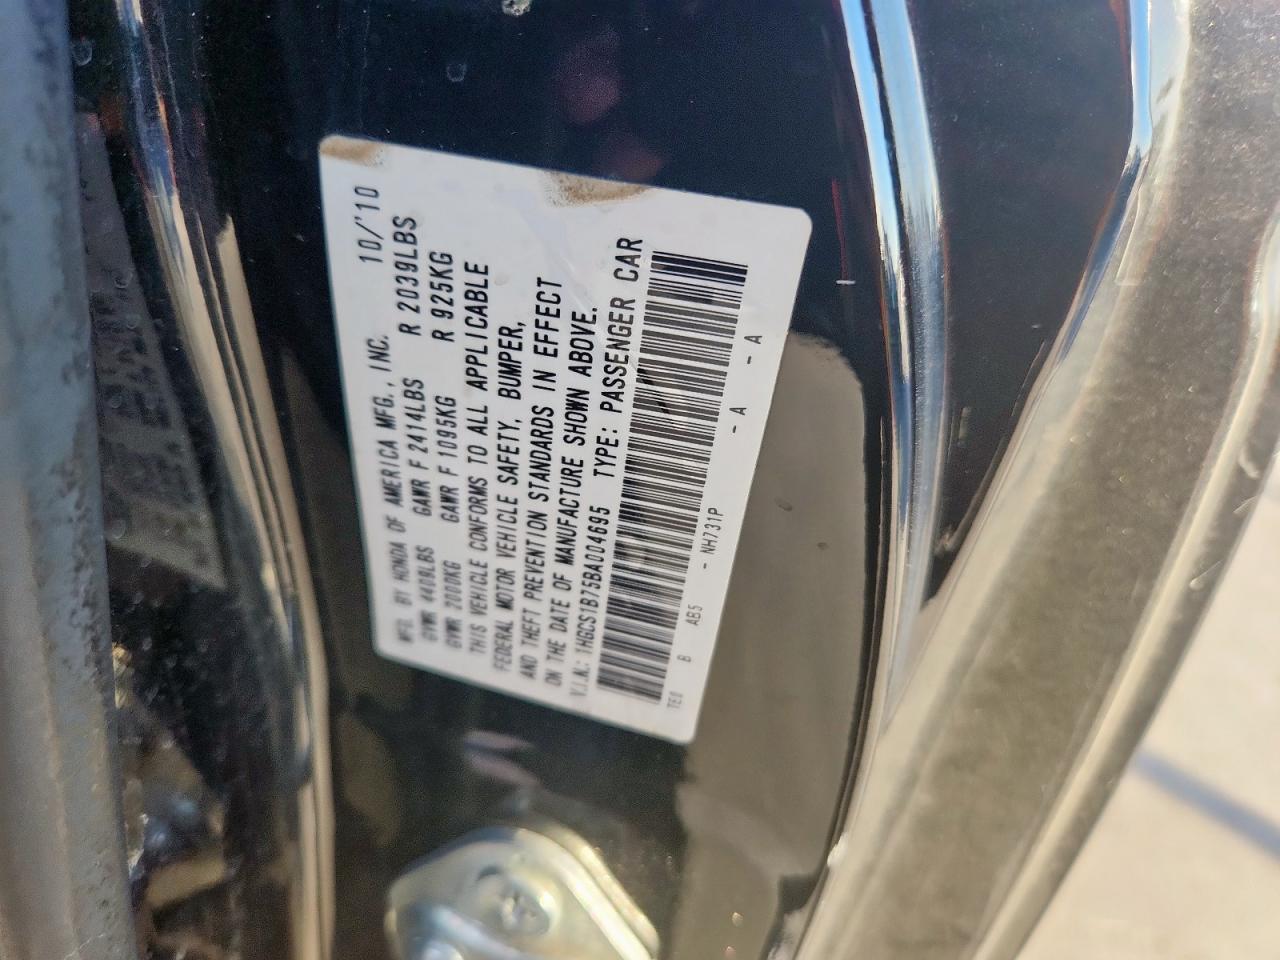 MFD. BY HONDA OF AMERICA MFG., INC. 10/'10
GVWR 4409LBS GAWR F 2414LBS R 2039LBS
GVWR 2000KG GAWR F 1095KG R 925KG
THIS VEHICLE CONFORMS TO ALL APPLICABLE
FEDERAL MOTOR VEHICLE SAFETY, BUMPER,
AND THEFT PREVENTION STANDARDS IN EFFECT
ON THE DATE OF MANUFACTURE SHOWN ABOVE.
V.I.N.: 1HGCS1B75BA004695 TYPE: PASSENGER CAR
TE0 B AB5 - NH731P - A - A